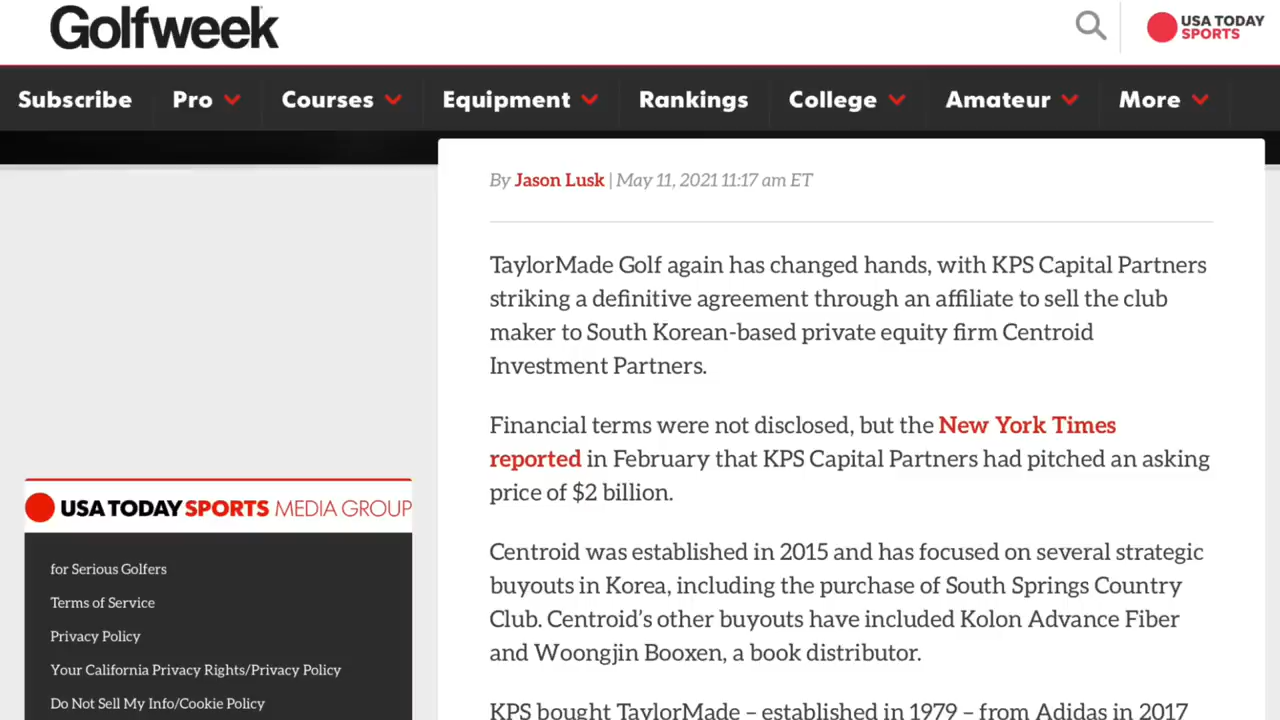 Golfweek
USA TODAY
SPORTS
Subscribe
Pro
Courses
Equipment
Rankings
College
Amateur
More
By Jason Lusk | May 11, 2021 11:17 am ET
TaylorMade Golf again has changed hands, with KPS Capital Partners
striking a definitive agreement through an affiliate to sell the club
maker to South Korean-based private equity firm Centroid
Investment Partners.
Financial terms were not disclosed, but the New York Times
reported in February that KPS Capital Partners had pitched an asking
price of $2 billion.
Centroid was established in 2015 and has focused on several strategic
buyouts in Korea, including the purchase of South Springs Country
Club. Centroid’s other buyouts have included Kolon Advance Fiber
and Woongjin Booxen, a book distributor.
KPS bought TaylorMade – established in 1979 – from Adidas in 2017
USA TODAY SPORTS MEDIA GROUP
for Serious Golfers
Terms of Service
Privacy Policy
Your California Privacy Rights/Privacy Policy
Do Not Sell My Info/Cookie Policy